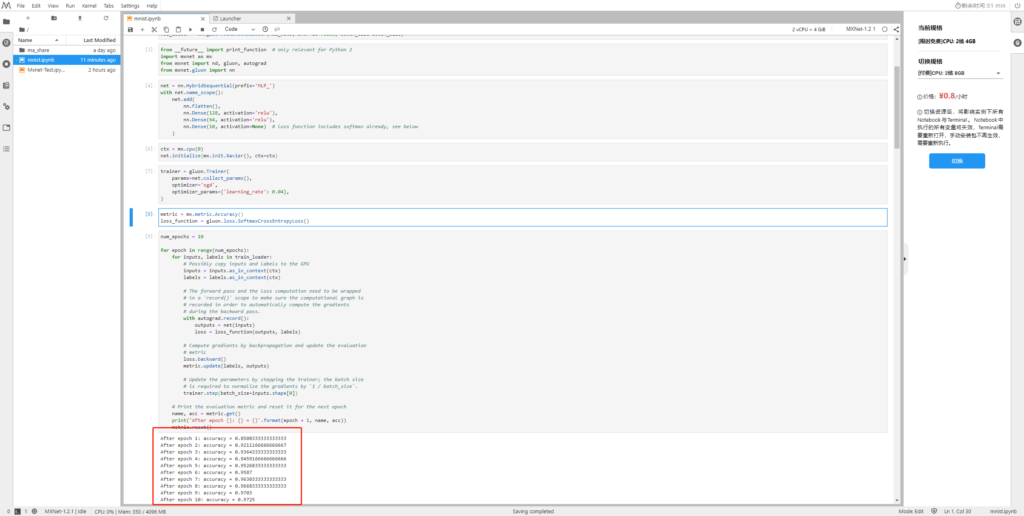 File Edit View Run Kernel Git Tabs Settings Help
剩余时间 51 min
mnist.ipynb
Launcher
Code
2 vCPU + 4 GiB
MXNet-1.2.1
/
Name
Last Modified
ma_share
a day ago
mnist.ipynb
11 minutes ago
Mxnet-Test.ipy...
2 hours ago
from __future__ import print_function # only relevant for Python 2
import mxnet as mx
from mxnet import nd, gluon, autograd
from mxnet.gluon import nn
[4]
net = nn.HybridSequential(prefix='MLP_')
with net.name_scope():
net.add(
nn.Flatten(),
nn.Dense(128, activation='relu'),
nn.Dense(64, activation='relu'),
nn.Dense(10, activation=None) # loss function includes softmax already, see below
)
[6]
ctx = mx.cpu(0)
net.initialize(mx.init.Xavier(), ctx=ctx)
[7]
trainer = gluon.Trainer(
params=net.collect_params(),
optimizer='sgd',
optimizer_params={'learning_rate': 0.04},
)
[8]
metric = mx.metric.Accuracy()
loss_function = gluon.loss.SoftmaxCrossEntropyLoss()
[9]
num_epochs = 10
for epoch in range(num_epochs):
for inputs, labels in train_loader:
# Possibly copy inputs and labels to the GPU
inputs = inputs.as_in_context(ctx)
labels = labels.as_in_context(ctx)
# The forward pass and the loss computation need to be wrapped
# in a `record()` scope to make sure the computational graph is
# recorded in order to automatically compute the gradients
# during the backward pass.
with autograd.record():
outputs = net(inputs)
loss = loss_function(outputs, labels)
# Compute gradients by backpropagation and update the evaluation
# metric
loss.backward()
metric.update(labels, outputs)
# Update the parameters by stepping the trainer; the batch size
# is required to normalize the gradients by `1 / batch_size`.
trainer.step(batch_size=inputs.shape[0])
# Print the evaluation metric and reset it for the next epoch
name, acc = metric.get()
print('After epoch {}: {} = {}'.format(epoch + 1, name, acc))
metric.reset()
After epoch 1: accuracy = 0.8508333333333333
After epoch 2: accuracy = 0.9211166666666667
After epoch 3: accuracy = 0.9364333333333333
After epoch 4: accuracy = 0.9459166666666666
After epoch 5: accuracy = 0.9526833333333333
After epoch 6: accuracy = 0.9587
After epoch 7: accuracy = 0.9630333333333333
After epoch 8: accuracy = 0.9668333333333333
After epoch 9: accuracy = 0.9703
After epoch 10: accuracy = 0.9725
当前规格
[限时免费]CPU: 2核 4GB
切换规格
[付费]CPU: 2核 8GB
价格: ¥0.8/小时
切换资源后，将影响实例下所有
Notebook与Terminal。Notebook中
执行的所有变量将失效，Terminal需
要重新打开，手动安装包不再生效，
需要重新执行。
切换
0 1 MXNet-1.2.1 | Idle CPU: 0% | Mem: 350 / 4096 MB
Saving completed
Mode: Edit
Ln 1, Col 30
mnist.ipynb